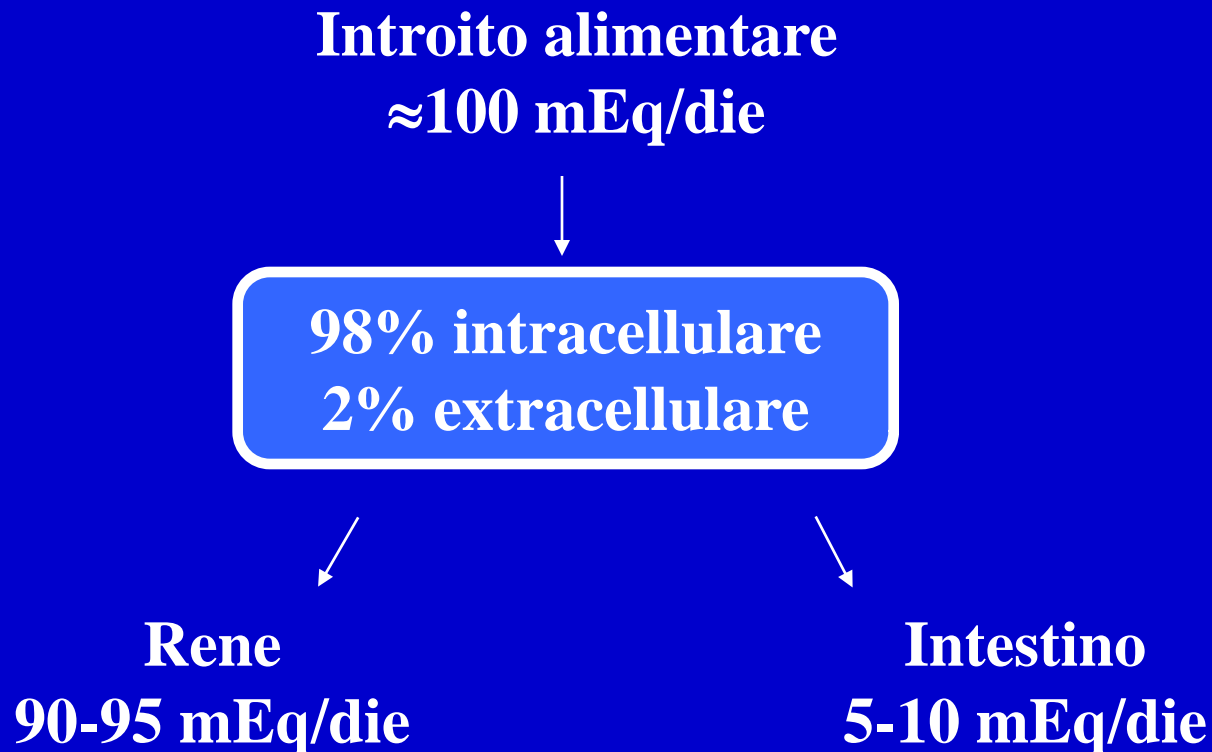 Introito alimentare
≈100 mEq/die
98% intracellulare
2% extracellulare
Rene
90-95 mEq/die
Intestino
5-10 mEq/die